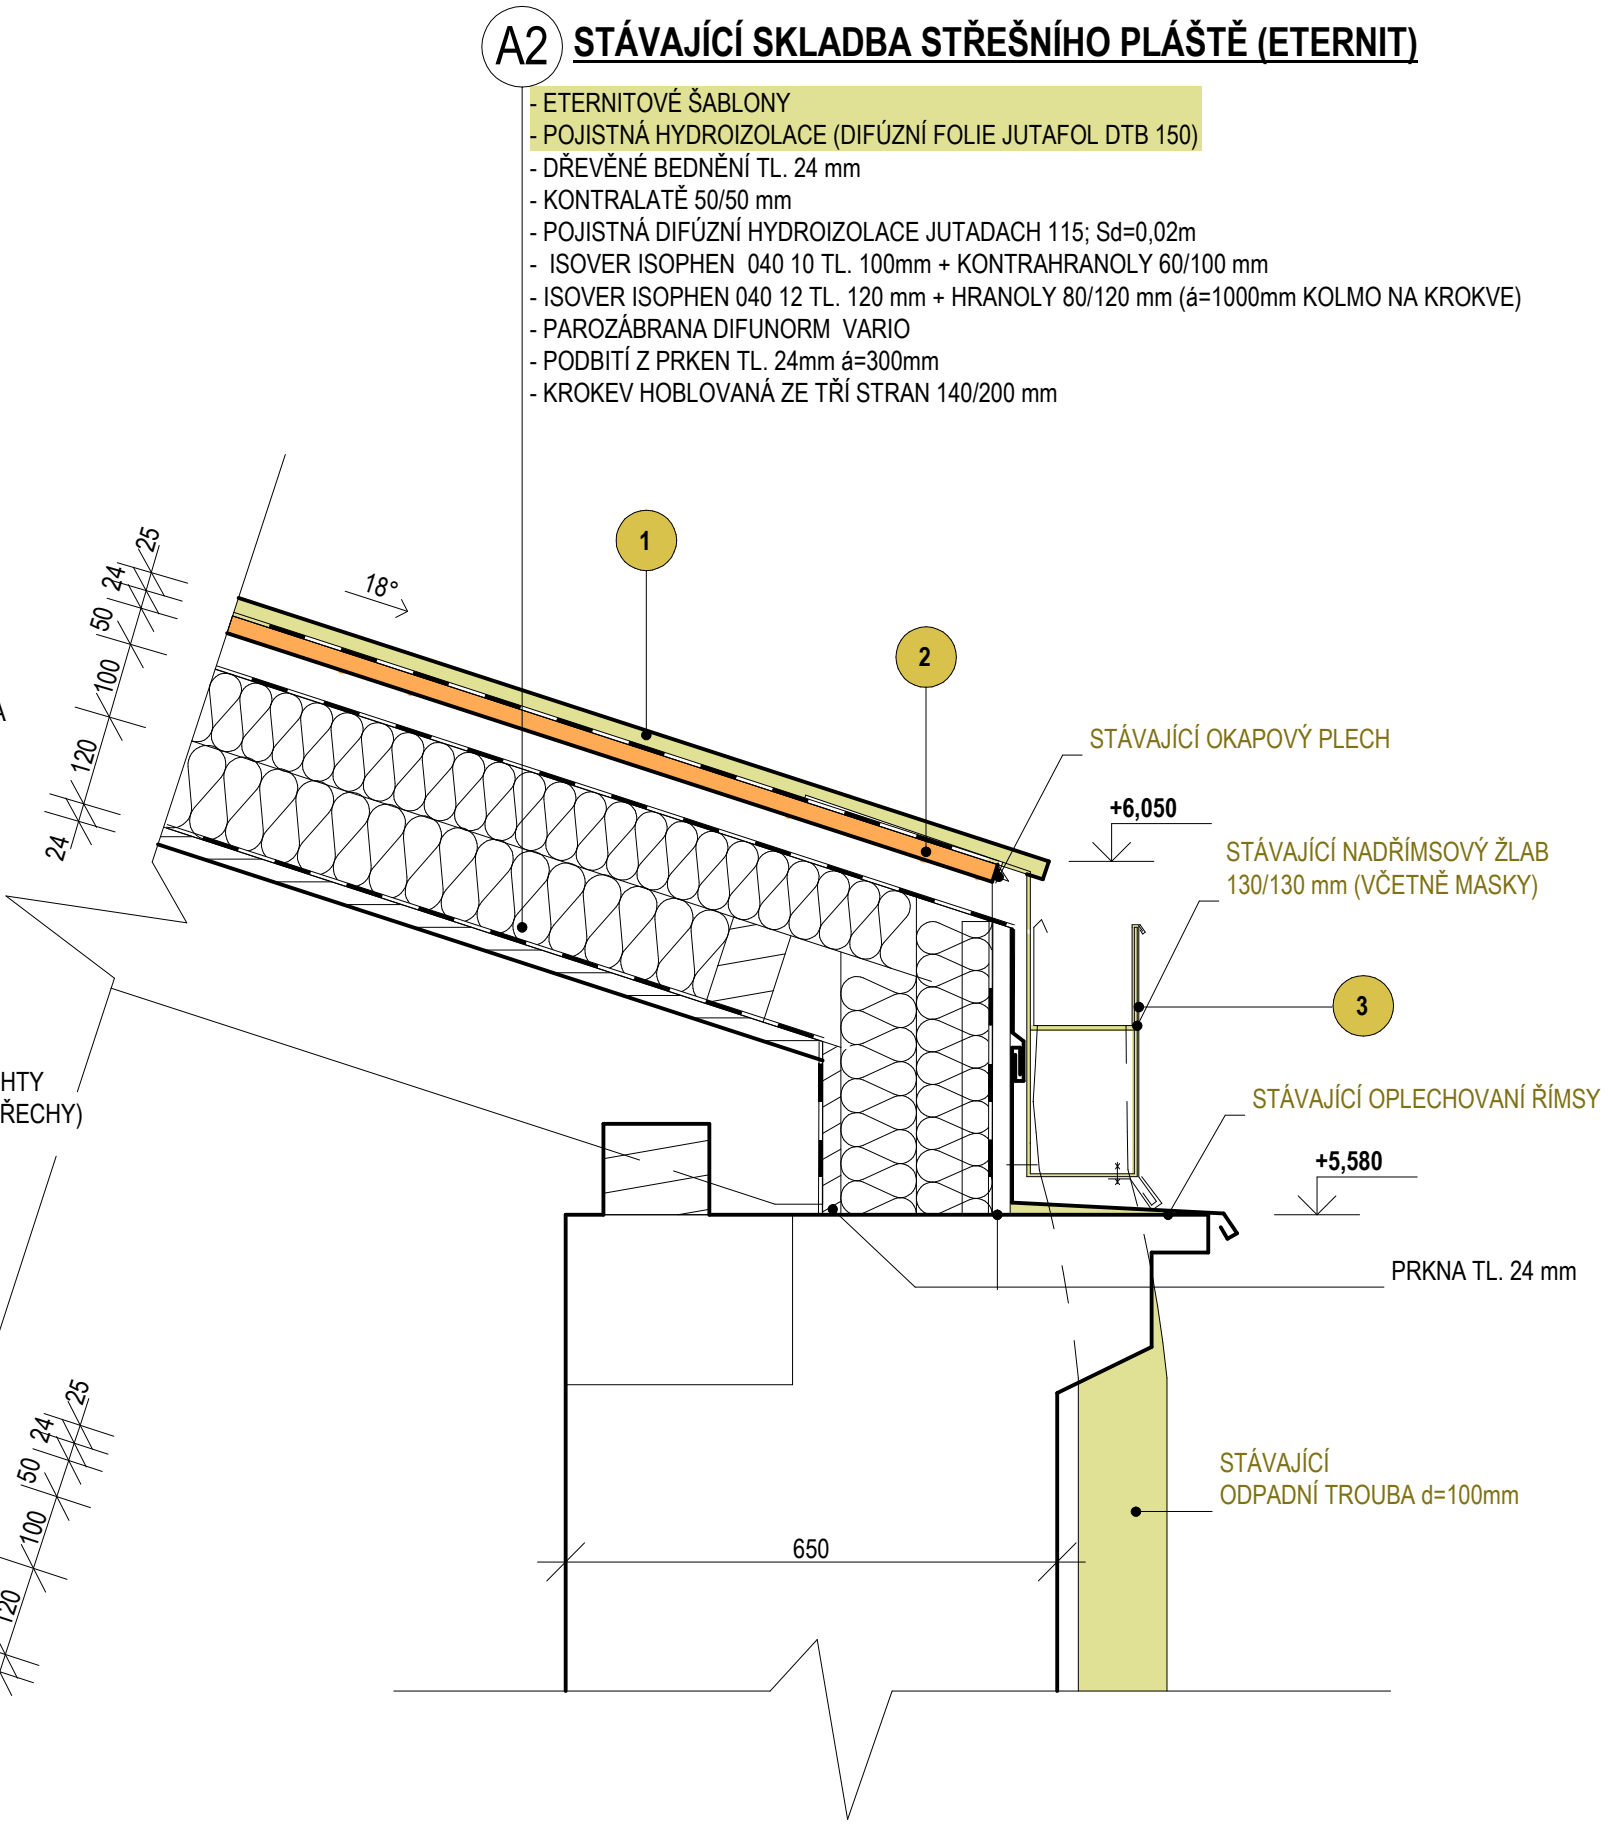 A2 STÁVAJÍCÍ SKLADBA STŘEŠNÍHO PLÁŠTĚ (ETERNIT)
- ETERNITOVÉ ŠABLONY
- POJISTNÁ HYDROIZOLACE (DIFÚZNÍ FOLIE JUTAFOL DTB 150)
- DŘEVĚNÉ BEDNĚNÍ TL. 24 mm
- KONTRALATĚ 50/50 mm
- POJISTNÁ DIFÚZNÍ HYDROIZOLACE JUTADACH 115; Sd=0,02m
- ISOVER ISOPHEN 040 10 TL. 100mm + KONTRAHRANOLY 60/100 mm
- ISOVER ISOPHEN 040 12 TL. 120 mm + HRANOLY 80/120 mm (á=1000mm KOLMO NA KROKVE)
- PAROZÁBRANA DIFUNORM VARIO
- PODBITÍ Z PRKEN TL. 24mm á=300mm
- KROKEV HOBLOVANÁ ZE TŘÍ STRAN 140/200 mm
25
24
50
100
120
24
18°
1
2
A
STÁVAJÍCÍ OKAPOVÝ PLECH
+6,050
STÁVAJÍCÍ NADŘÍMSOVÝ ŽLAB
130/130 mm (VČETNĚ MASKY)
3
HTY
ŘECHY)
STÁVAJÍCÍ OPLECHOVANÍ ŘÍMSY
+5,580
PRKNA TL. 24 mm
25
24
50
100
120
STÁVAJÍCÍ
ODPADNÍ TROUBA d=100mm
650